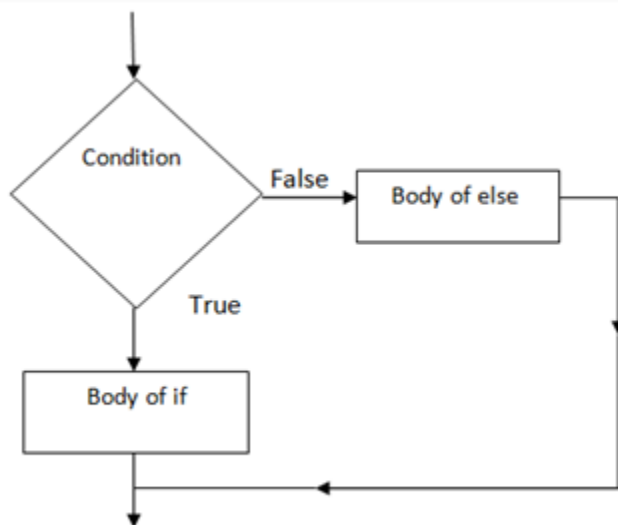 Condition
False
Body of else
True
Body of if